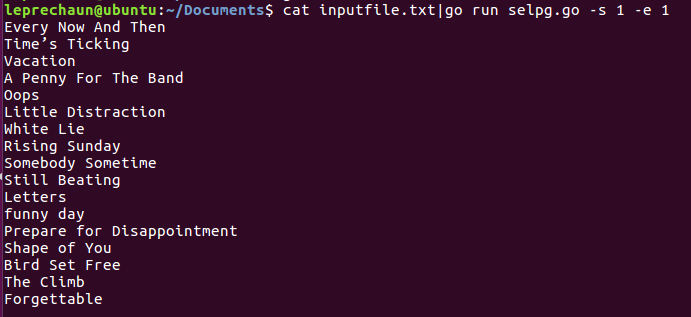 leprechaun@ubuntu:~/Documents$ cat inputfile.txt|go run selpg.go -s 1 -e 1
Every Now And Then
Time’s Ticking
Vacation
A Penny For The Band
Oops
Little Distraction
White Lie
Rising Sunday
Somebody Sometime
Still Beating
Letters
funny day
Prepare for Disappointment
Shape of You
Bird Set Free
The Climb
Forgettable